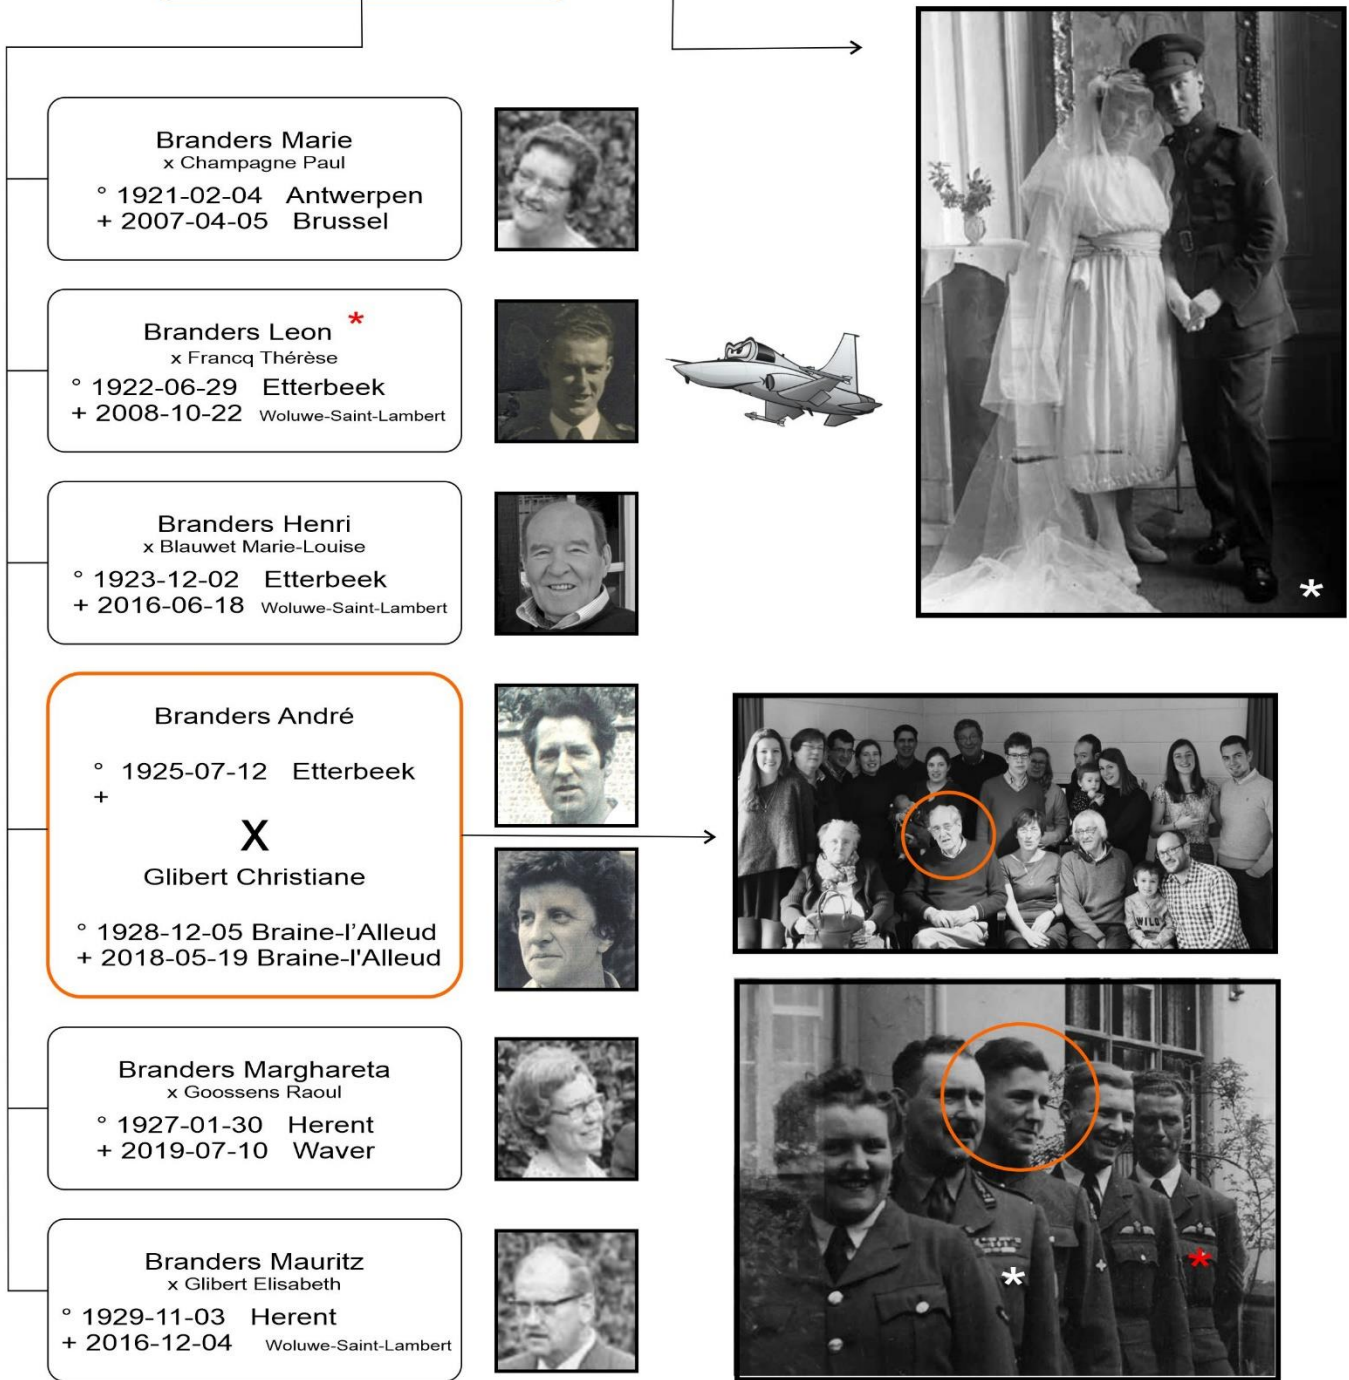 Branders Marie
x Champagne Paul
° 1921-02-04 Antwerpen
+ 2007-04-05 Brussel
Branders Leon *
x Francq Thérèse
° 1922-06-29 Etterbeek
+ 2008-10-22 Woluwe-Saint-Lambert
Branders Henri
x Blauwet Marie-Louise
° 1923-12-02 Etterbeek
+ 2016-06-18 Woluwe-Saint-Lambert
*
Branders André
° 1925-07-12 Etterbeek
+
X
Glibert Christiane
° 1928-12-05 Braine-l’Alleud
+ 2018-05-19 Braine-l'Alleud
WILD
Branders Marghareta
x Goossens Raoul
° 1927-01-30 Herent
+ 2019-07-10 Waver
Branders Mauritz
x Glibert Elisabeth
° 1929-11-03 Herent
+ 2016-12-04 Woluwe-Saint-Lambert
* *